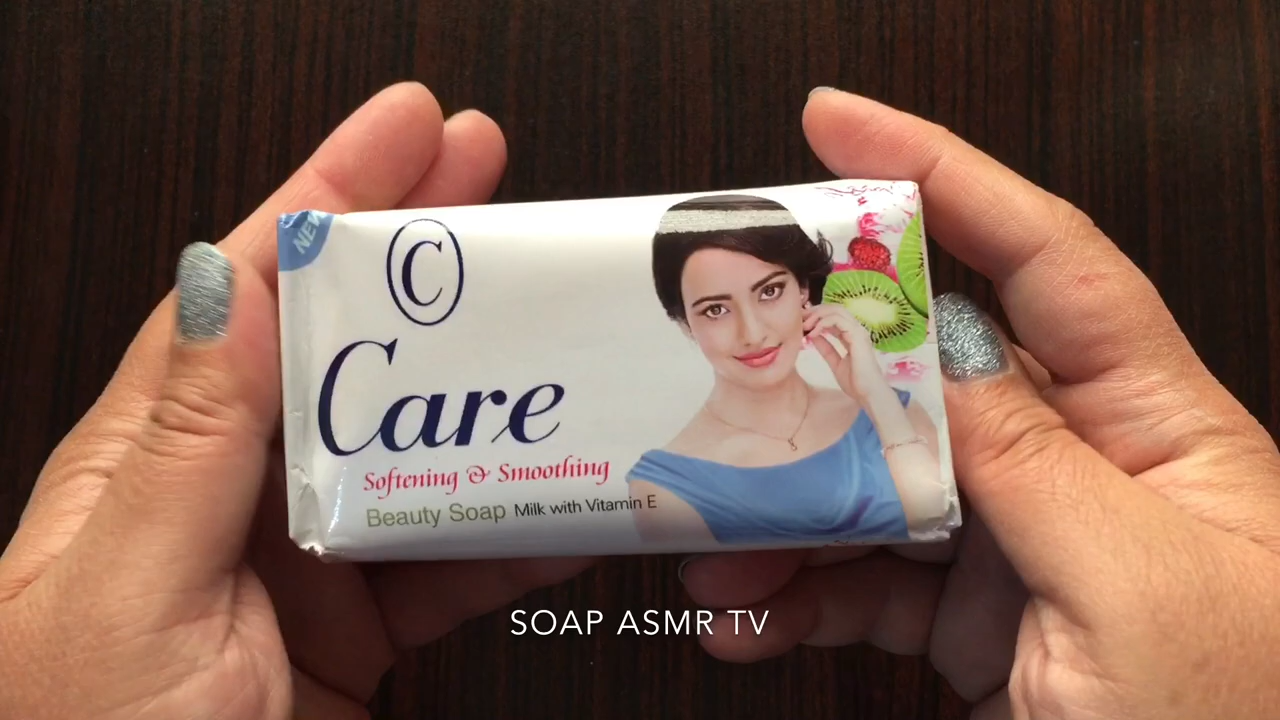 NEW
C
Care
Softening & Smoothing
Beauty Soap Milk with Vitamin E
SOAP ASMR TV